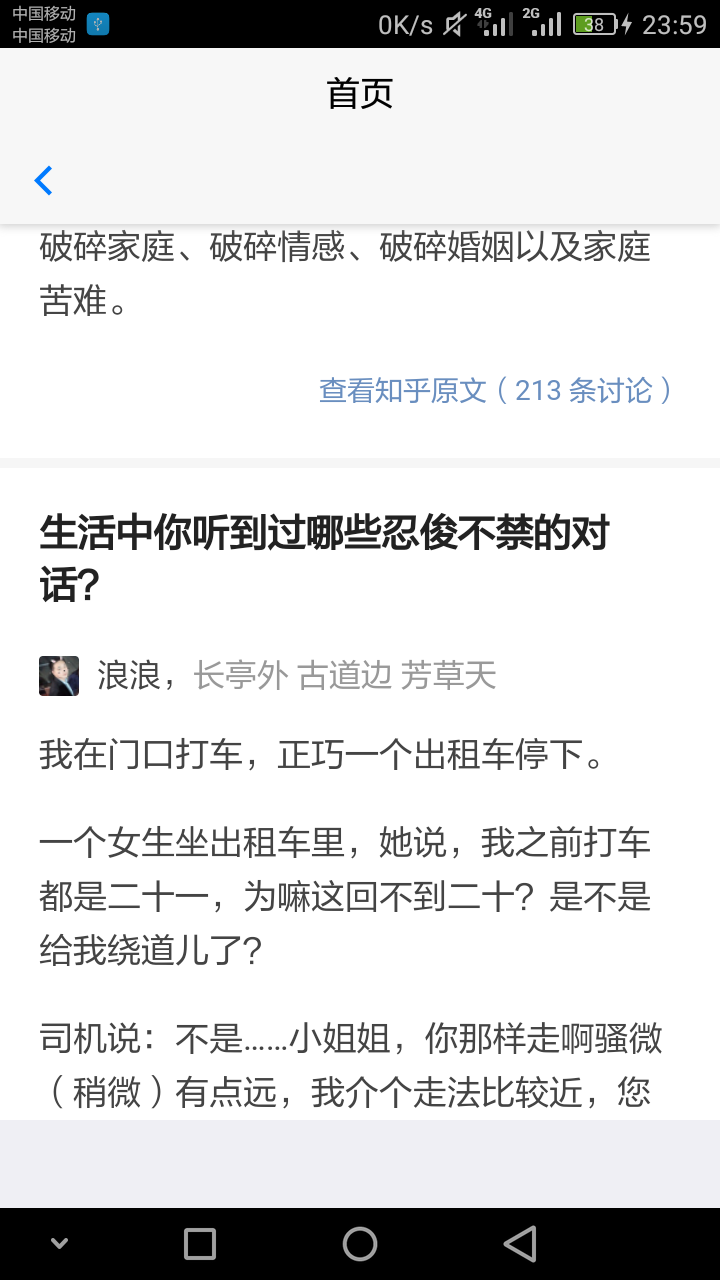 中国移动
中国移动
0K/s 4G 2G 38 23:59
首页
破碎家庭、破碎情感、破碎婚姻以及家庭
苦难。
查看知乎原文（213 条讨论）
生活中你听到过哪些忍俊不禁的对
话？
浪浪，长亭外 古道边 芳草天
我在门口打车，正巧一个出租车停下。
一个女生坐出租车里，她说，我之前打车
都是二十一，为嘛这回不到二十？是不是
给我绕道儿了？
司机说：不是……小姐姐，你那样走啊骚微
（稍微）有点远，我介个走法比较近，您